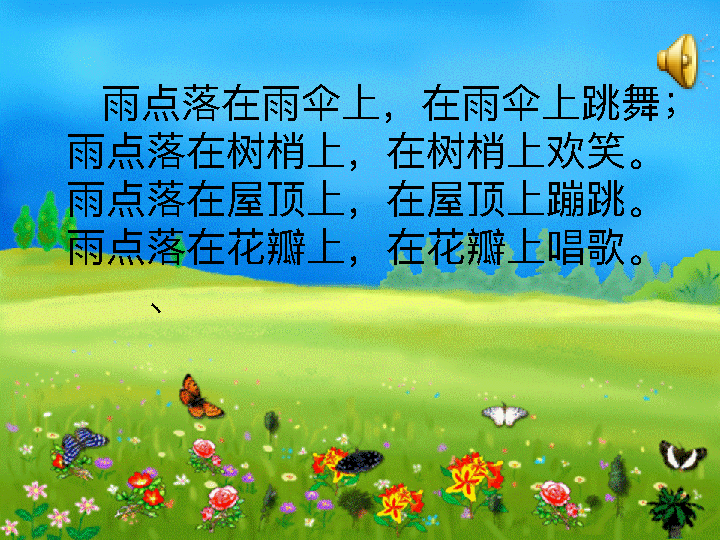 雨点落在雨伞上，在雨伞上跳舞；
雨点落在树梢上，在树梢上欢笑。
雨点落在屋顶上，在屋顶上蹦跳。
雨点落在花瓣上，在花瓣上唱歌。
、